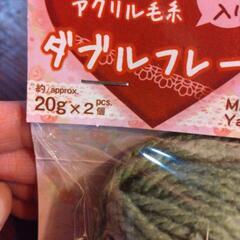 アクリル毛糸
入り
ダブルフレー
約/approx.
20g×2 pcs.
個
M
Ya